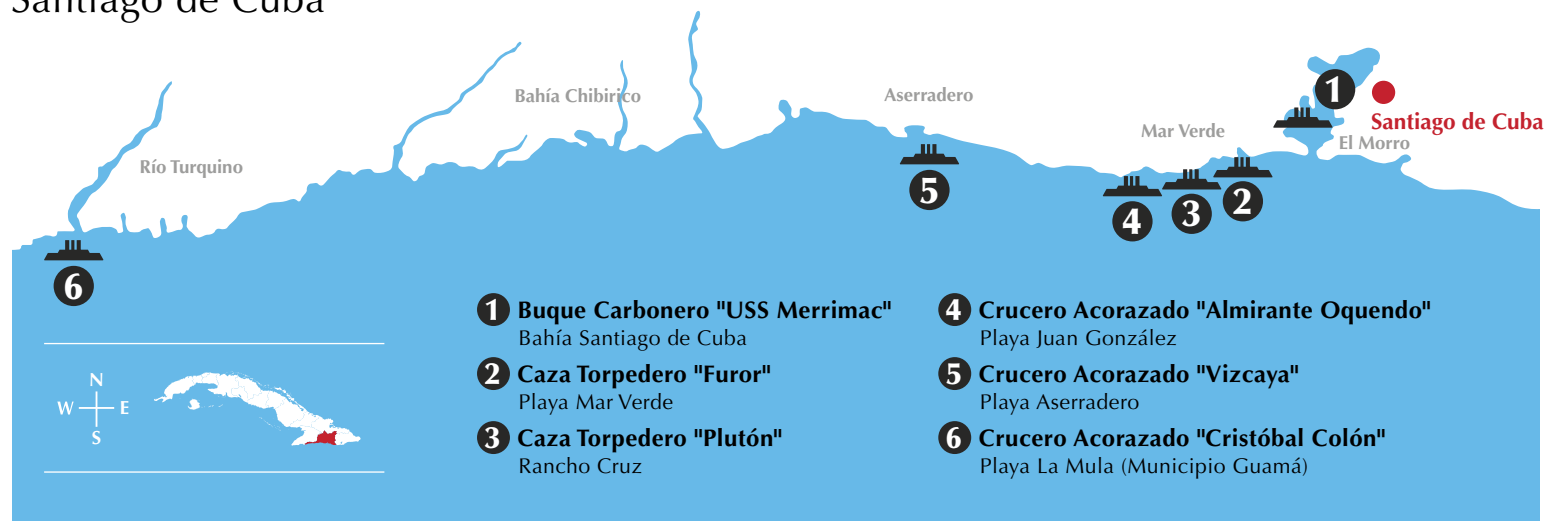 Santiago de Cuba
Bahía Chibirico
Aserradero
Río Turquino
Mar Verde
El Morro
Santiago de Cuba
1
2
3
4
5
6
N
W E
S
1 Buque Carbonero "USS Merrimac"
Bahía Santiago de Cuba
2 Caza Torpedero "Furor"
Playa Mar Verde
3 Caza Torpedero "Plutón"
Rancho Cruz
4 Crucero Acorazado "Almirante Oquendo"
Playa Juan González
5 Crucero Acorazado "Vizcaya"
Playa Aserradero
6 Crucero Acorazado "Cristóbal Colón"
Playa La Mula (Municipio Guamá)